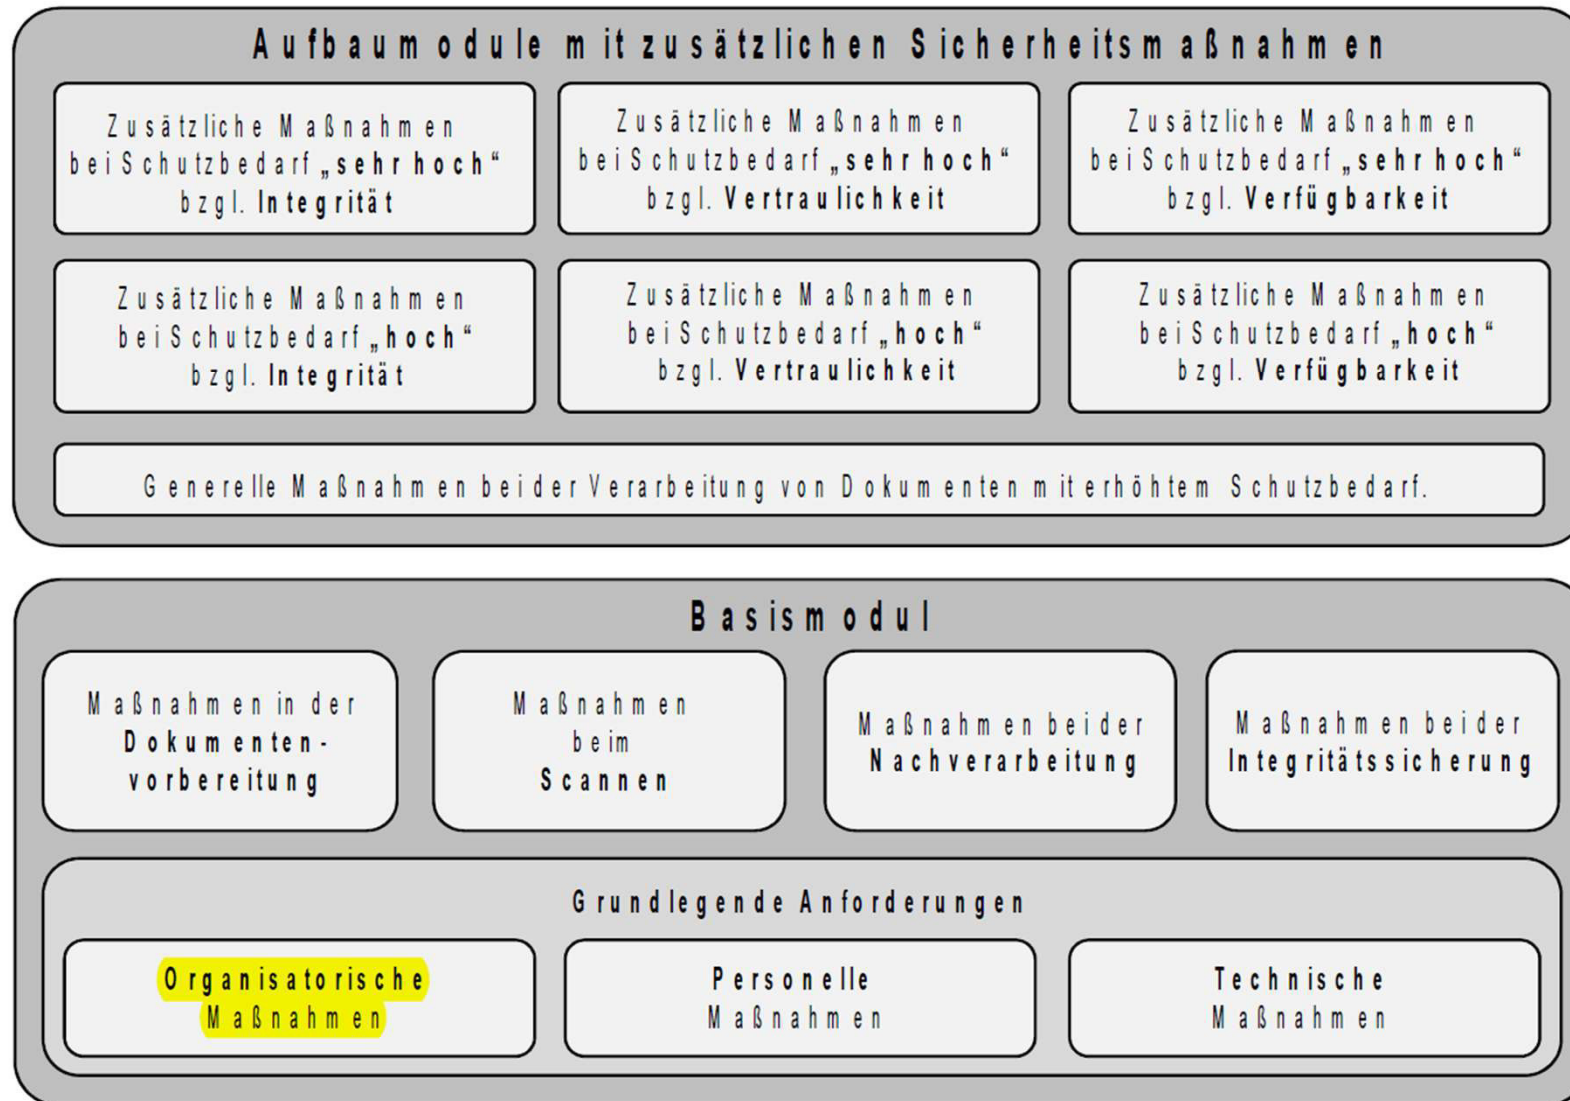 Aufbaumodule mit zusätzlichen Sicherheitsmaßnahmen
Zusätzliche Maßnahmen
bei Schutzbedarf „sehr hoch“
bzgl. Integrität
Zusätzliche Maßnahmen
bei Schutzbedarf „sehr hoch“
bzgl. Vertraulichkeit
Zusätzliche Maßnahmen
bei Schutzbedarf „sehr hoch“
bzgl. Verfügbarkeit
Zusätzliche Maßnahmen
bei Schutzbedarf „hoch“
bzgl. Integrität
Zusätzliche Maßnahmen
bei Schutzbedarf „hoch“
bzgl. Vertraulichkeit
Zusätzliche Maßnahmen
bei Schutzbedarf „hoch“
bzgl. Verfügbarkeit
Generelle Maßnahmen bei der Verarbeitung von Dokumenten mit erhöhtem Schutzbedarf.
Basismodul
Maßnahmen in der
Dokumenten-
vorbereitung
Maßnahmen
beim
Scannen
Maßnahmen bei der
Nachverarbeitung
Maßnahmen bei der
Integritätssicherung
Grundlegende Anforderungen
Organisatorische
Maßnahmen
Personelle
Maßnahmen
Technische
Maßnahmen